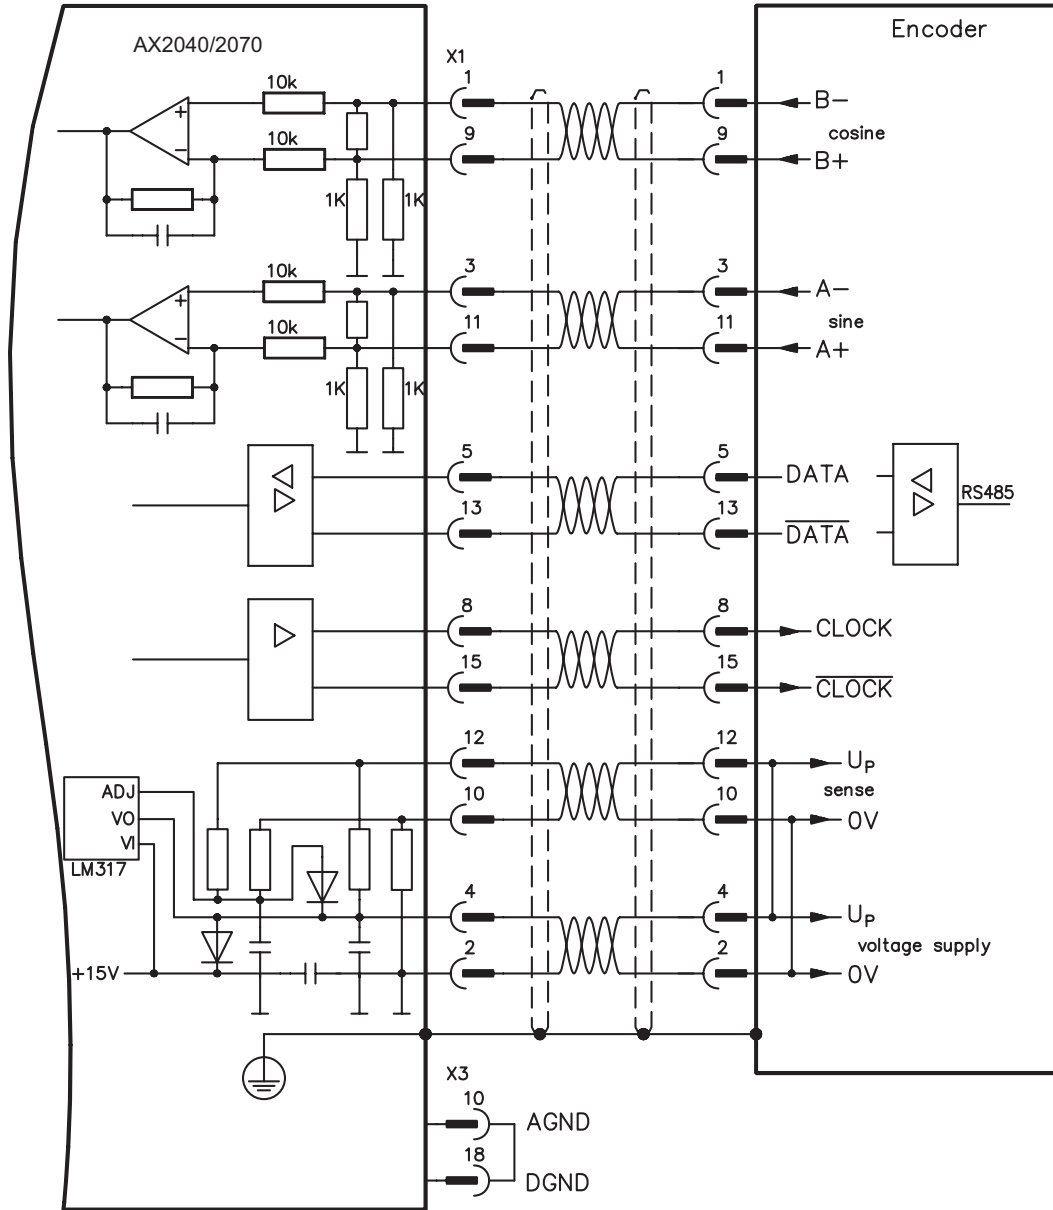 Encoder
AX2040/2070
X1
10k 1 1 B-
+ cosine
10k 9 9 B+
-
1K 1K
10k 3 3 A-
+ sine
10k 11 11 A+
-
1K 1K
5 5 DATA
RS485
13 13 DATA
8 8 CLOCK
15 15 CLOCK
12 12 UP
ADJ sense
VO 10 10 0V
VI
LM317
4 4 UP
voltage supply
+15V 2 2 0V
X3
10 AGND
18 DGND